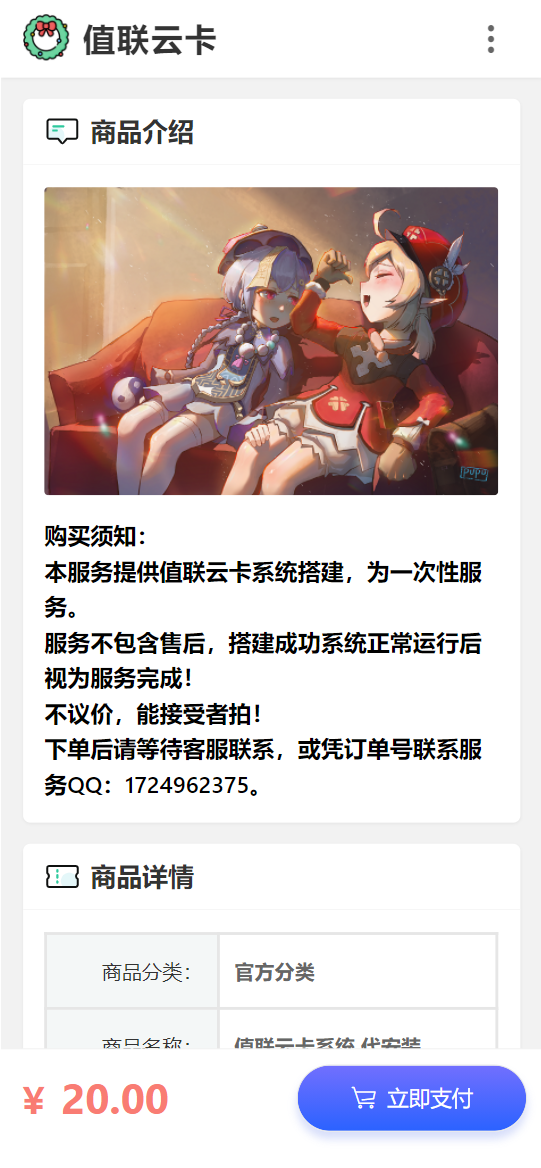 值联云卡
商品介绍
pupu
购买须知：
本服务提供值联云卡系统搭建，为一次性服
务。
服务不包含售后，搭建成功系统正常运行后
视为服务完成！
不议价，能接受者拍！
下单后请等待客服联系，或凭订单号联系服
务QQ：1724962375。
商品详情
商品分类： 官方分类
商品名称： 值联云卡系统 代安装
¥ 20.00 立即支付